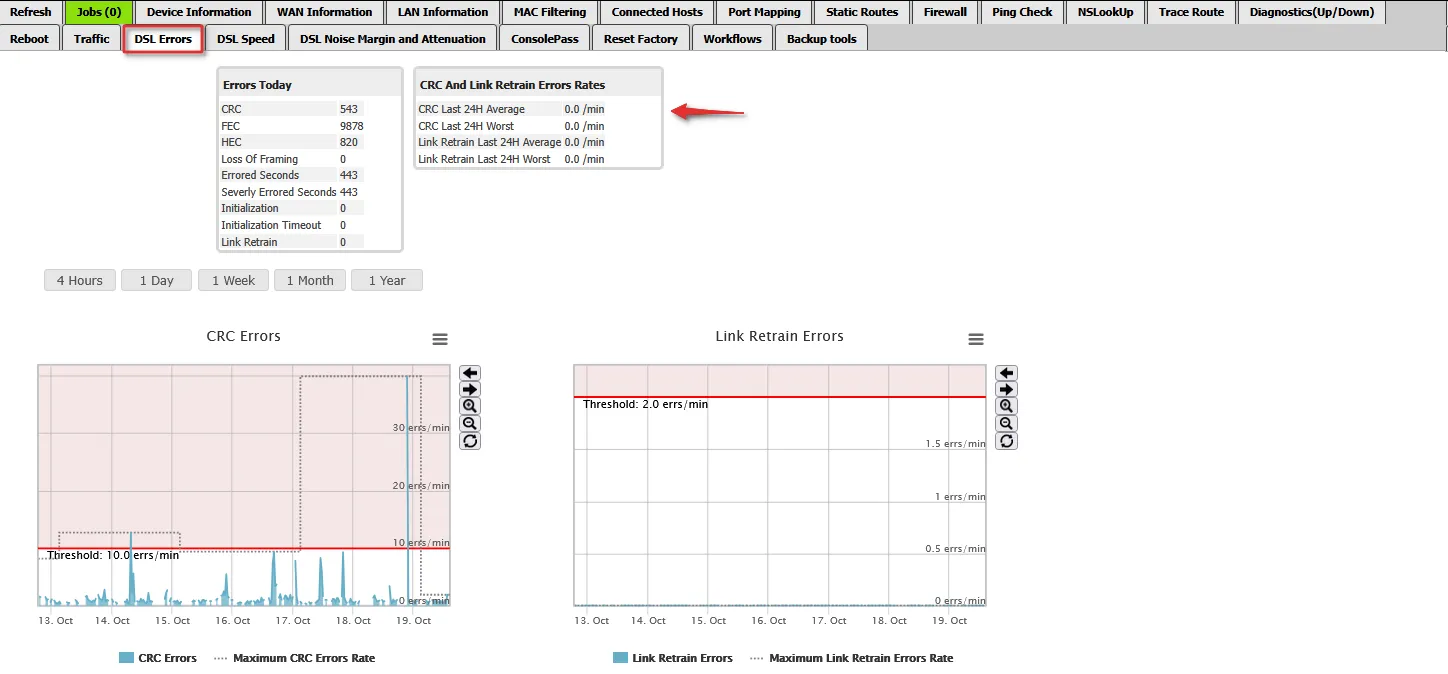 Refresh Jobs (0) Device Information WAN Information LAN Information MAC Filtering Connected Hosts Port Mapping Static Routes Firewall Ping Check NSLookUp Trace Route Diagnostics(Up/Down)
Reboot Traffic DSL Errors DSL Speed DSL Noise Margin and Attenuation ConsolePass Reset Factory Workflows Backup tools
Errors Today
CRC 543
FEC 9878
HEC 820
Loss Of Framing 0
Errored Seconds 443
Severly Errored Seconds 443
Initialization 0
Initialization Timeout 0
Link Retrain 0
CRC And Link Retrain Errors Rates
CRC Last 24H Average 0.0 /min
CRC Last 24H Worst 0.0 /min
Link Retrain Last 24H Average 0.0 /min
Link Retrain Last 24H Worst 0.0 /min
4 Hours 1 Day 1 Week 1 Month 1 Year
CRC Errors
30 errs/min
20 errs/min
10 errs/min
Threshold: 10.0 errs/min
0 errs/min
13. Oct 14. Oct 15. Oct 16. Oct 17. Oct 18. Oct 19. Oct
CRC Errors Maximum CRC Errors Rate
Link Retrain Errors
Threshold: 2.0 errs/min
1.5 errs/min
1 errs/min
0.5 errs/min
0 errs/min
13. Oct 14. Oct 15. Oct 16. Oct 17. Oct 18. Oct 19. Oct
Link Retrain Errors Maximum Link Retrain Errors Rate